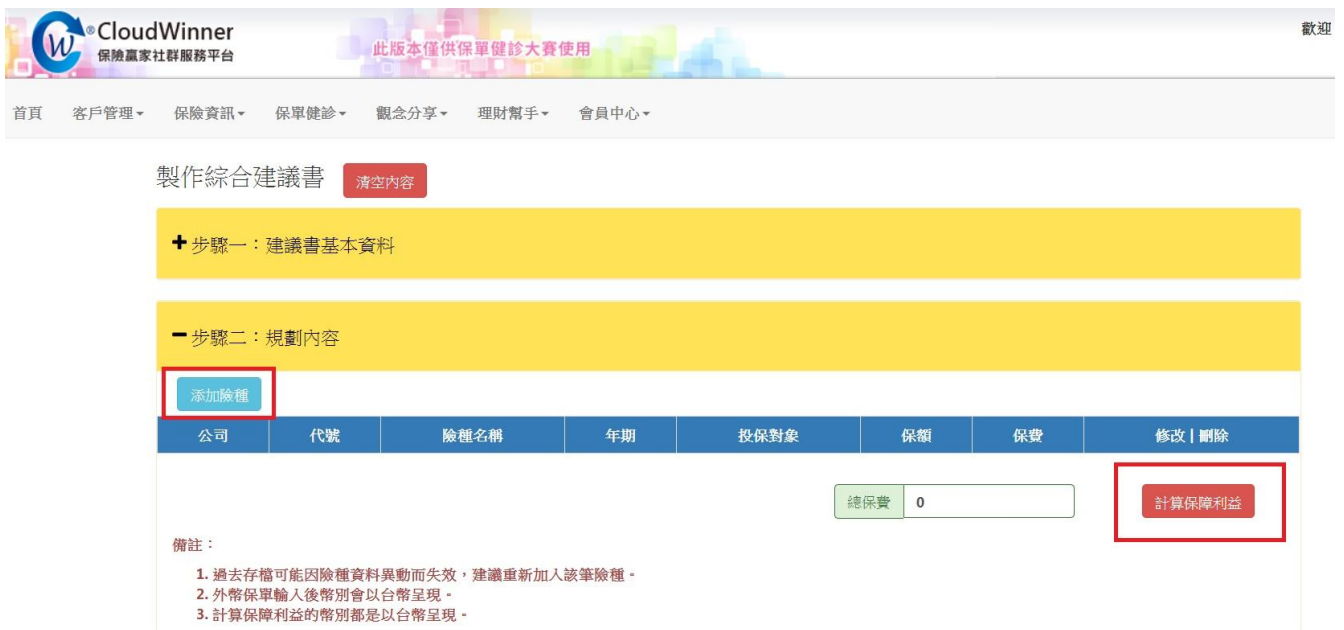 CloudWinner
保險贏家社群服務平台
此版本僅供保單健診大賽使用
歡迎
首頁 客戶管理 保險資訊 保單健診 觀念分享 理財幫手 會員中心
製作綜合建議書 清空內容
步驟一：建議書基本資料
步驟二：規劃內容
添加險種
公司 代號 險種名稱 年期 投保對象 保額 保費 修改 | 刪除
總保費 0 計算保障利益
備註：
1. 過去存檔可能因險種資料異動而失效，建議重新加入該筆險種。
2. 外幣保單輸入後幣別會以台幣呈現。
3. 計算保障利益的幣別都是以台幣呈現。